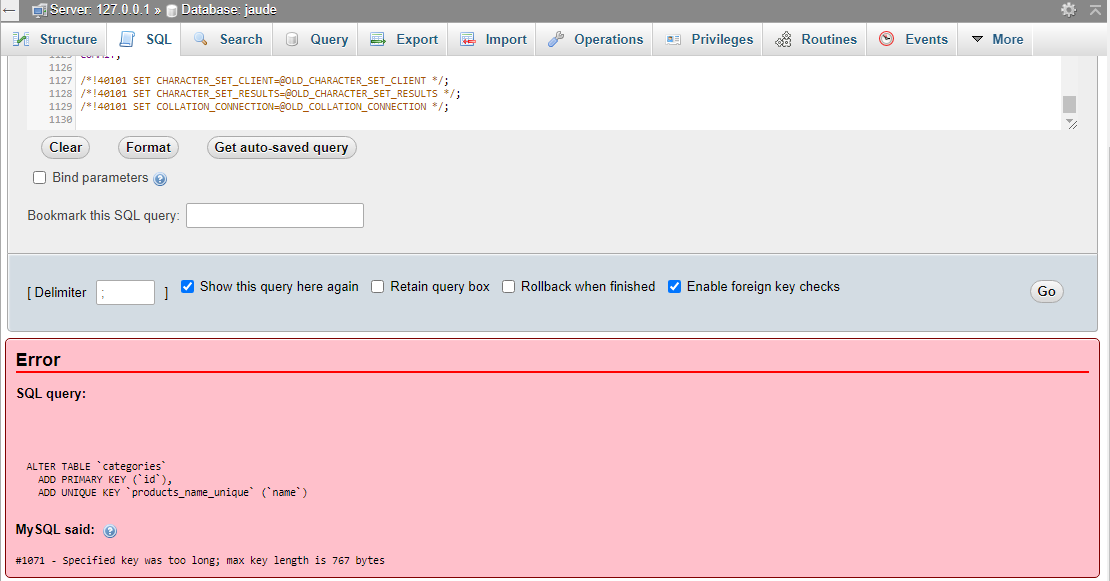 Server: 127.0.0.1 » Database: jaude
Structure SQL Search Query Export Import Operations Privileges Routines Events More
1126
1127 /*!40101 SET CHARACTER_SET_CLIENT=@OLD_CHARACTER_SET_CLIENT */;
1128 /*!40101 SET CHARACTER_SET_RESULTS=@OLD_CHARACTER_SET_RESULTS */;
1129 /*!40101 SET COLLATION_CONNECTION=@OLD_COLLATION_CONNECTION */;
1130
Clear Format Get auto-saved query
Bind parameters
Bookmark this SQL query:
[ Delimiter ; ] Show this query here again Retain query box Rollback when finished Enable foreign key checks Go
Error
SQL query:
ALTER TABLE `categories`
ADD PRIMARY KEY (`id`),
ADD UNIQUE KEY `products_name_unique` (`name`)
MySQL said:
#1071 - Specified key was too long; max key length is 767 bytes